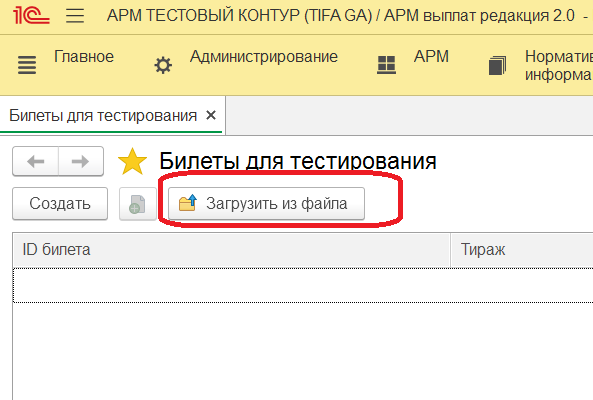 1С АРМ ТЕСТОВЫЙ КОНТУР (TIFA GA) / АРМ выплат редакция 2.0 -
Главное Администрирование АРМ Норматив
информа
Билеты для тестирования ×
Билеты для тестирования
Создать Загрузить из файла
ID билета Тираж